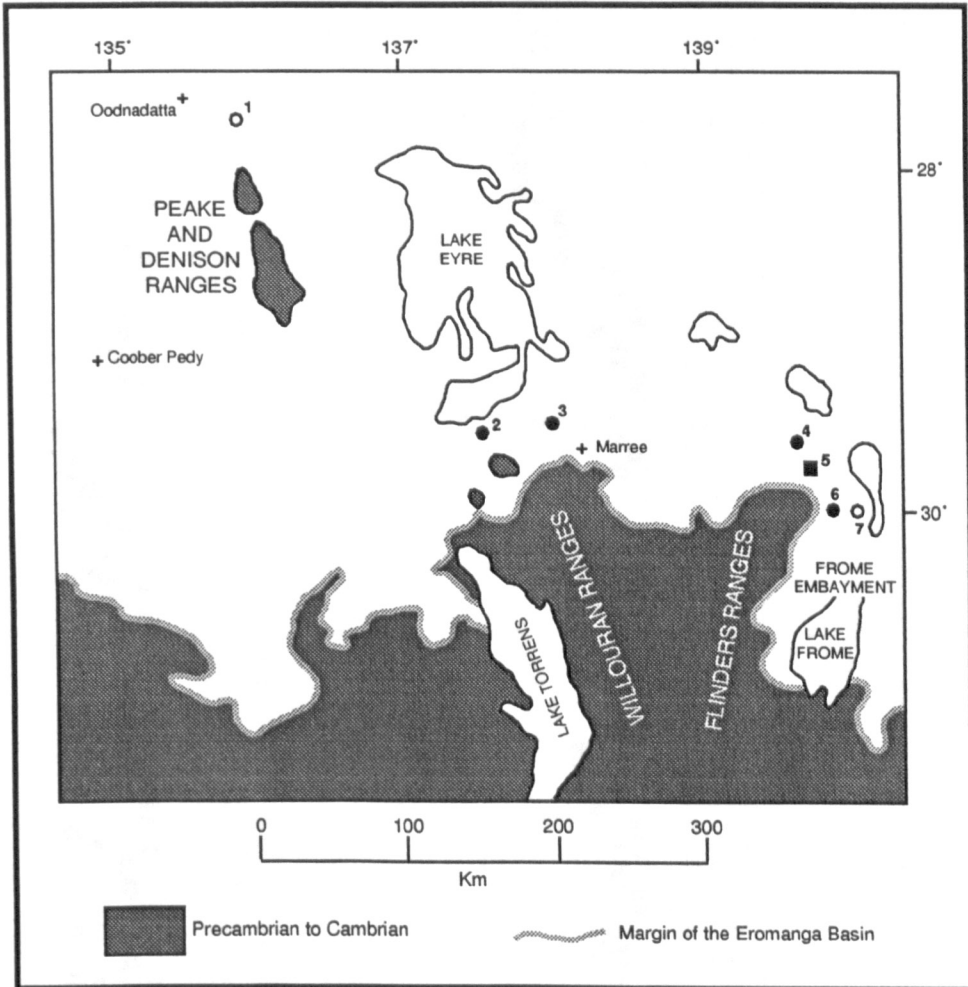 135°
137°
139°
Oodnadatta
1
28°
PEAKE
AND
DENISON
RANGES
LAKE
EYRE
Coober Pedy
2
3
Marree
4
5
6
7
30°
WILLOURAN RANGES
FLINDERS RANGES
FROME
EMBAYMENT
LAKE
FROME
LAKE TORRENS
0
100
200
300
Km
Precambrian to Cambrian
Margin of the Eromanga Basin